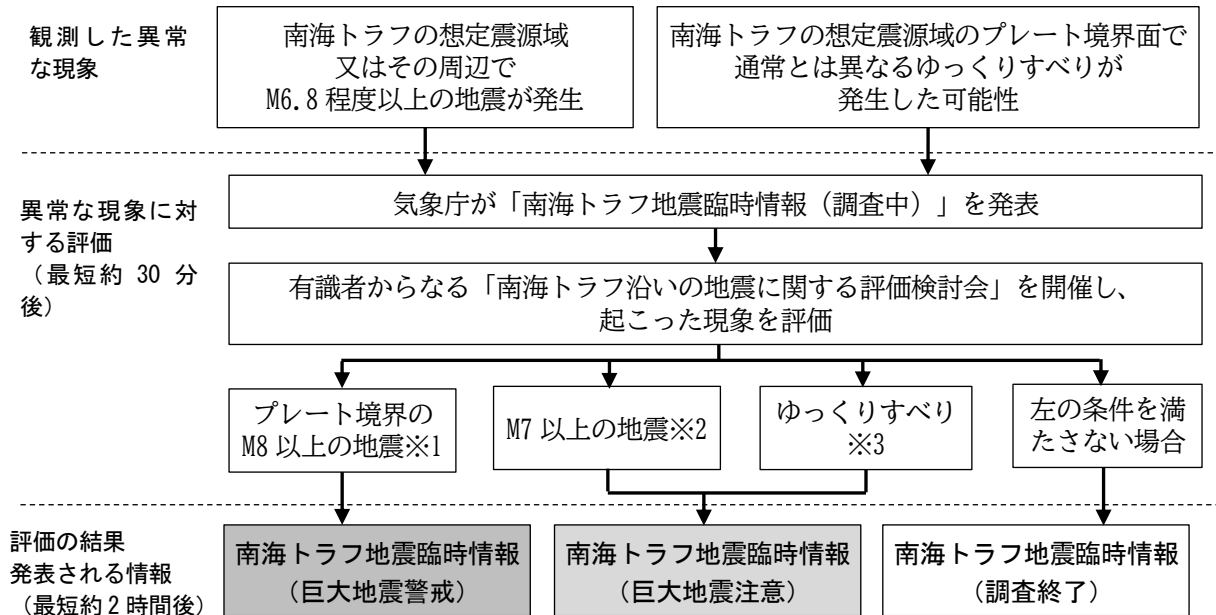 観測した異常
な現象
南海トラフの想定震源域
又はその周辺で
M6.8 程度以上の地震が発生
南海トラフの想定震源域のプレート境界面で
通常とは異なるゆっくりすべりが
発生した可能性
異常な現象に対
する評価
（最短約 30 分
後）
気象庁が「南海トラフ地震臨時情報（調査中）」を発表
有識者からなる「南海トラフ沿いの地震に関する評価検討会」を開催し、
起こった現象を評価
プレート境界の
M8 以上の地震※1
M7 以上の地震※2
ゆっくりすべり
※3
左の条件を満
たさない場合
評価の結果
発表される情報
（最短約 2 時間後）
南海トラフ地震臨時情報
（巨大地震警戒）
南海トラフ地震臨時情報
（巨大地震注意）
南海トラフ地震臨時情報
（調査終了）